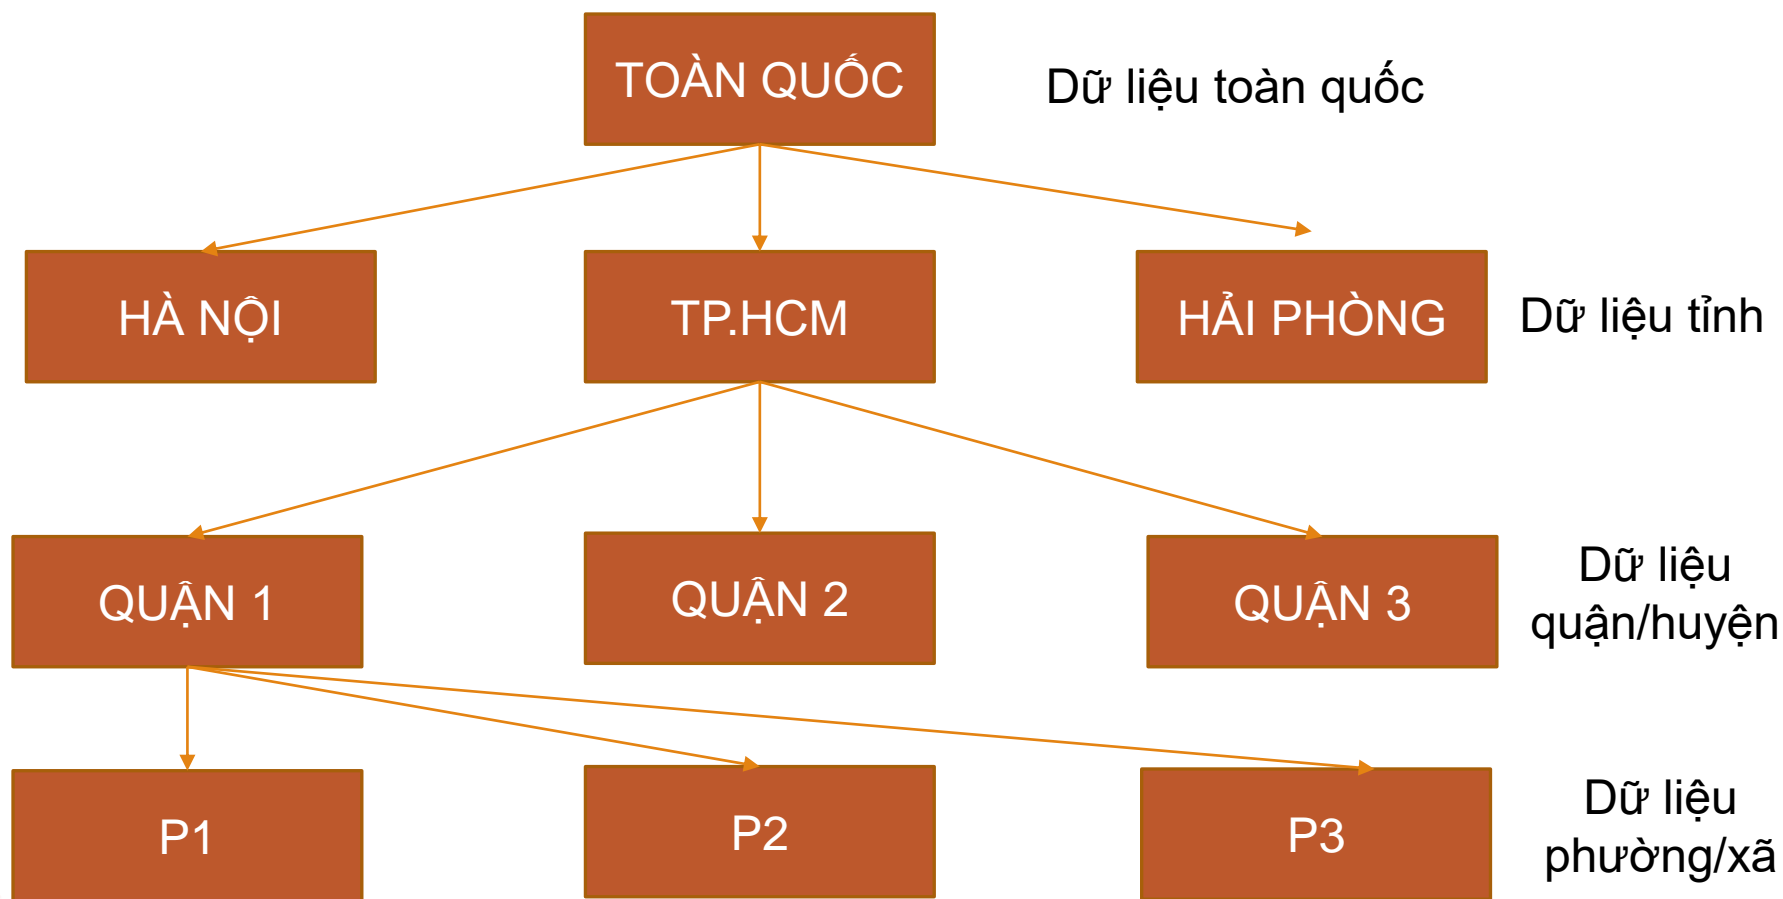 TOÀN QUỐC
Dữ liệu toàn quốc
HÀ NỘI
TP.HCM
HẢI PHÒNG
Dữ liệu tỉnh
QUẬN 1
QUẬN 2
QUẬN 3
Dữ liệu
quận/huyện
P1
P2
P3
Dữ liệu
phường/xã